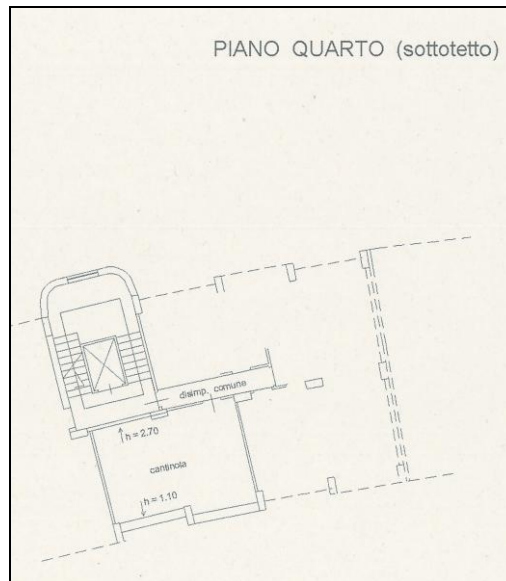 PIANO QUARTO (sottotetto)
disimp. comune
h = 2.70
cantinola
h = 1.10